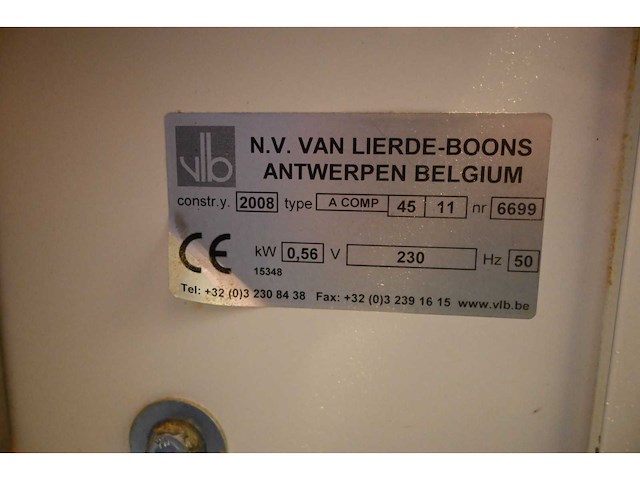 vlb
N.V. VAN LIERDE-BOONS
ANTWERPEN BELGIUM
constr.y. 2008 type A COMP 45 11 nr 6699
CE kW 0,56 V 230 Hz 50
15348
Tel: +32 (0)3 230 84 38 Fax: +32 (0)3 239 16 15 www.vlb.be